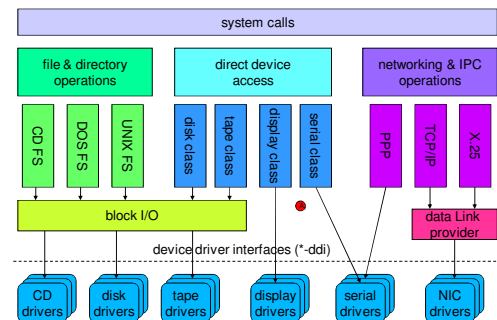 system calls
file & directory
operations
direct device
access
networking & IPC
operations
CD FS
DOS FS
UNIX FS
disk class
tape class
display class
serial class
PPP
TCP/IP
X.25
block I/O
data Link
provider
device driver interfaces (*-ddi)
CD
drivers
disk
drivers
tape
drivers
display
drivers
serial
drivers
NIC
drivers